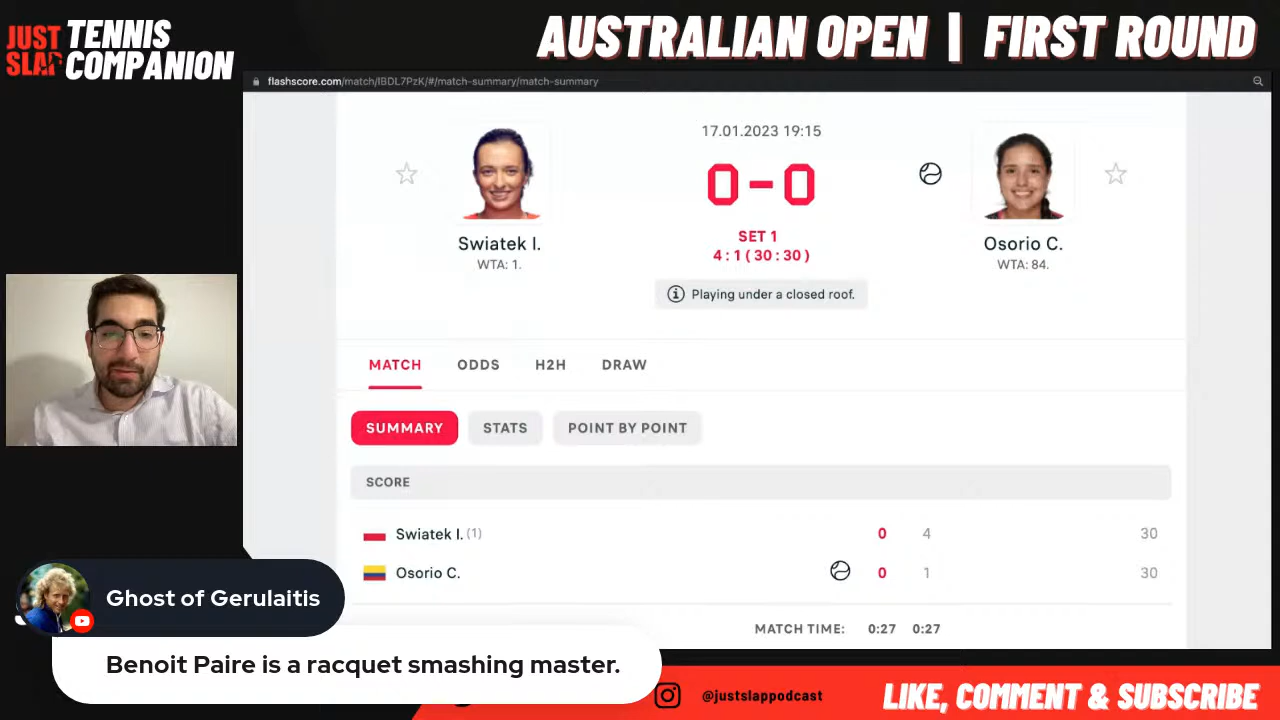 JUST TENNIS
SLAP COMPANION
AUSTRALIAN OPEN | FIRST ROUND
flashscore.com/match/IBDL7PzK/#/match-summary/match-summary
17.01.2023 19:15
0-0
Swiatek I.
WTA: 1.
SET 1
4 : 1 ( 30 : 30 )
Osorio C.
WTA: 84.
Playing under a closed roof.
MATCH ODDS H2H DRAW
SUMMARY STATS POINT BY POINT
SCORE
Swiatek I. (1) 0 4 30
Osorio C. 0 1 30
MATCH TIME: 0:27 0:27
Ghost of Gerulaitis
Benoit Paire is a racquet smashing master.
@justslappodcast
LIKE, COMMENT & SUBSCRIBE